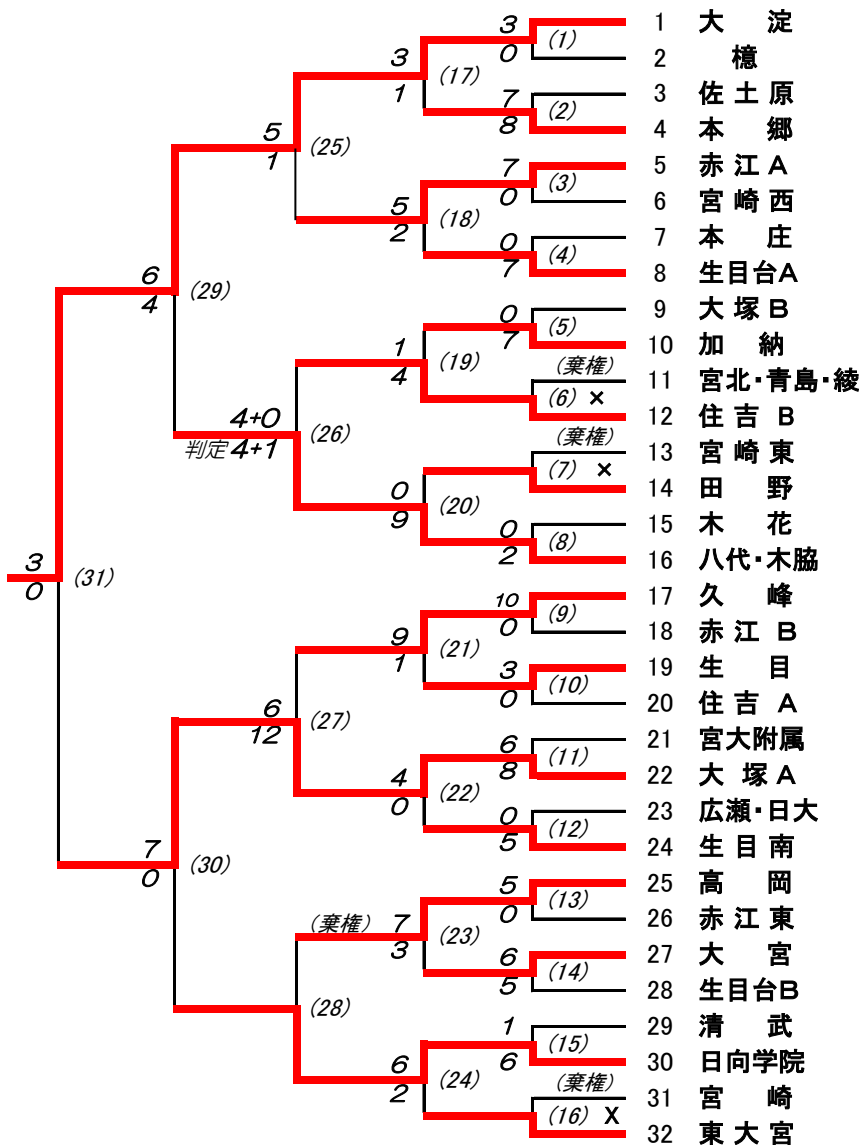 3 1 大 淀
(1)
0 2 檍
3 (17)
1
7 3 佐土原
(2)
8 4 本 郷
5 (25)
1
7 5 赤江A
(3)
0 6 宮崎西
5 (18)
2
0 7 本 庄
(4)
7 8 生目台A
6 (29)
4
0 9 大塚B
(5)
7 10 加 納
1 (19)
4
(棄権) 11 宮北・青島・綾
(6) ×
12 住吉 B
4+0 (26)
判定 4+1
(棄権) 13 宮崎東
(7) ×
14 田 野
0 (20)
9
0 15 木 花
(8)
2 16 八代・木脇
3 (31)
0
10 17 久 峰
(9)
0 18 赤江 B
9 (21)
1
3 19 生 目
(10)
0 20 住吉 A
6 (27)
12
6 21 宮大附属
(11)
8 22 大塚A
4 (22)
0
0 23 広瀬・日大
(12)
5 24 生目南
7 (30)
0
5 25 高 岡
(13)
0 26 赤江東
(棄権) 7 (23)
3
6 27 大 宮
(14)
5 28 生目台B
(28)
1 29 清 武
(15)
6 30 日向学院
6 (24)
2
(棄権) 31 宮 崎
(16) X
32 東大宮